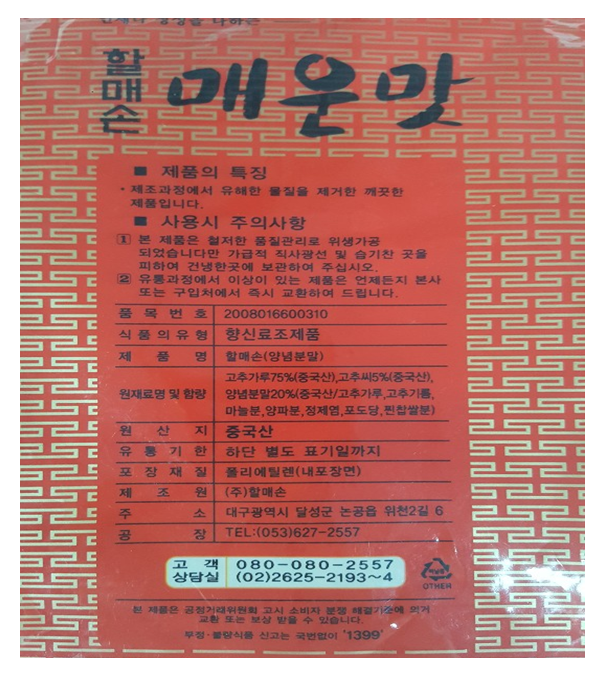 할매손
매운맛
■ 제품의 특징
• 제조과정에서 유해한 물질을 제거한 깨끗한
제품입니다.
■ 사용시 주의사항
1 본 제품은 철저한 품질관리로 위생가공
되었습니다만 가급적 직사광선 및 습기찬 곳을
피하여 건냉한곳에 보관하여 주십시오.
2 유통과정에서 이상이 있는 제품은 언제든지 본사
또는 구입처에서 즉시 교환하여 드립니다.
품목번호 2008016600310
식품의유형 향신료조제품
제품명 할매손(양념분말)
원재료명 및 함량 고추가루75%(중국산),고추씨5%(중국산),
양념분말20%(중국산/고추가루,고추기름,
마늘분,양파분,정제염,포도당,찐찹쌀분)
원산지 중국산
유통기한 하단 별도 표기일까지
포장재질 폴리에틸렌(내포장면)
제조원 (주)할매손
주소 대구광역시 달성군 논공읍 위천2길 6
공장 TEL:(053)627-2557
고객 080-080-2557
상담실 (02)2625-2193~4
OTHER
본 제품은 공정거래위원회 고시 소비자 분쟁 해결기준에 의거
교환 또는 보상 받을 수 있습니다.
부정·불량식품 신고는 국번없이 '1399'